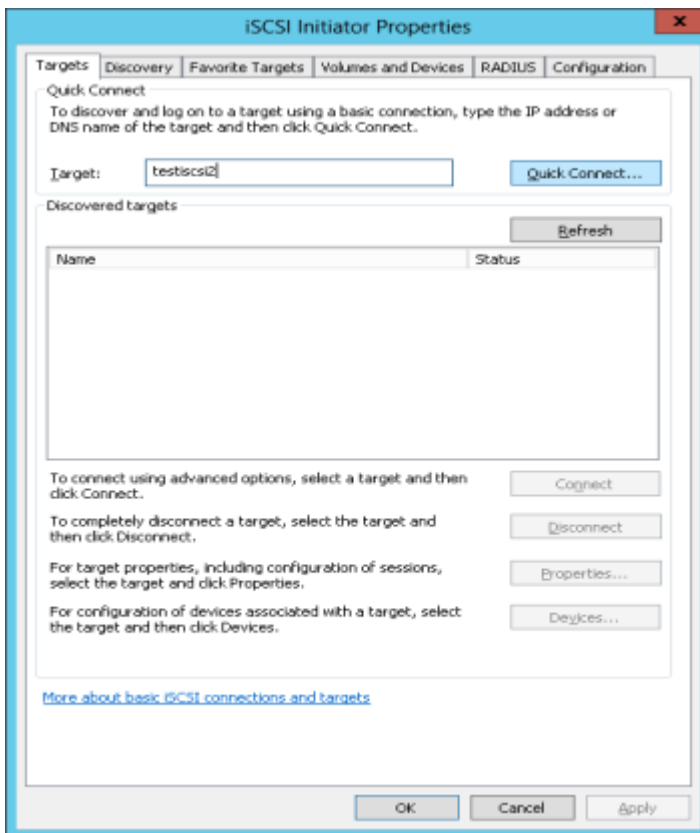 iSCSI Initiator Properties
x
Targets Discovery Favorite Targets Volumes and Devices RADIUS Configuration
Quick Connect
To discover and log on to a target using a basic connection, type the IP address or
DNS name of the target and then click Quick Connect.
Target: testiscsi2 Quick Connect...
Discovered targets
Refresh
Name Status
To connect using advanced options, select a target and then
click Connect.
Connect
To completely disconnect a target, select the target and
then click Disconnect.
Disconnect
For target properties, including configuration of sessions,
select the target and click Properties.
Properties...
For configuration of devices associated with a target, select
the target and then click Devices.
Devices...
More about basic iSCSI connections and targets
OK Cancel Apply